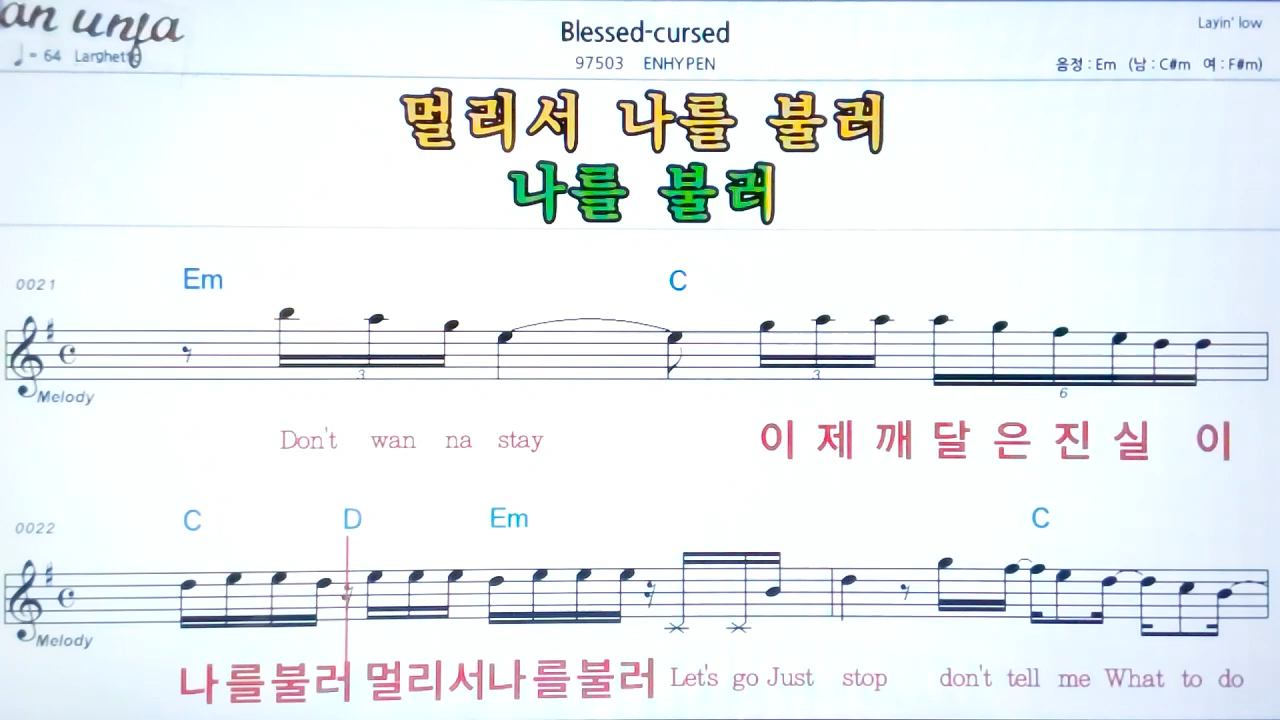 Blessed-cursed
Layin' low
♩= 64 Larghetto
97503 ENHYPEN
음정 : Em (남 : C#m 여 : F#m)
멀리서 나를 불러
나를 불러
0021 Em C
3 3 6
Melody
Don't wan na stay 이 제 깨 달 은 진 실 이
0022 C D Em C
Melody
나를불러 멀리서나를불러 Let's go Just stop don't tell me What to do